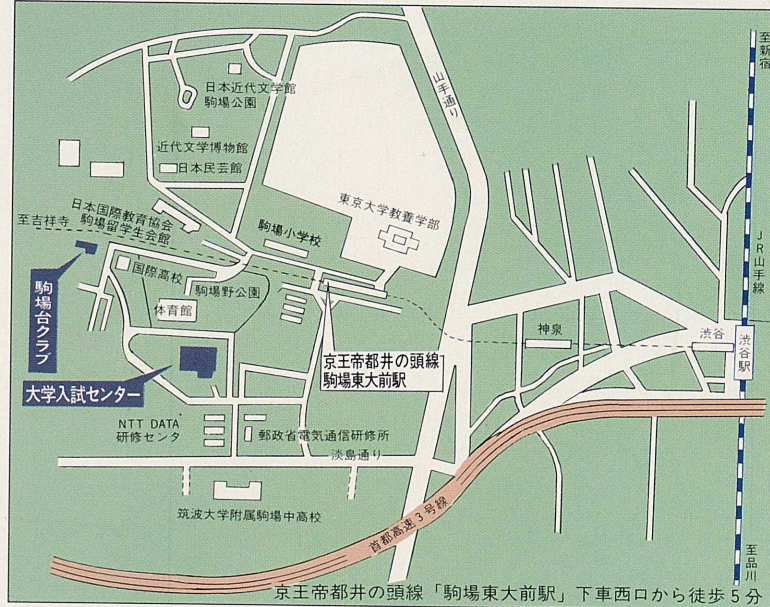 至新宿
山手通り
日本近代文学館
駒場公園
近代文学博物館
日本民芸館
日本国際教育協会
駒場留学生会館
至吉祥寺
駒場小学校
東京大学教養学部
JR山手線
駒場台クラブ
国際高校
駒場野公園
体育館
大学入試センター
京王帝都井の頭線
駒場東大前駅
神泉
渋谷
渋谷駅
NTT DATA
研修センタ
郵政省電気通信研修所
淡島通り
筑波大学附属駒場中高校
首都高速3号線
至品川
京王帝都井の頭線「駒場東大前駅」下車西口から徒歩5分